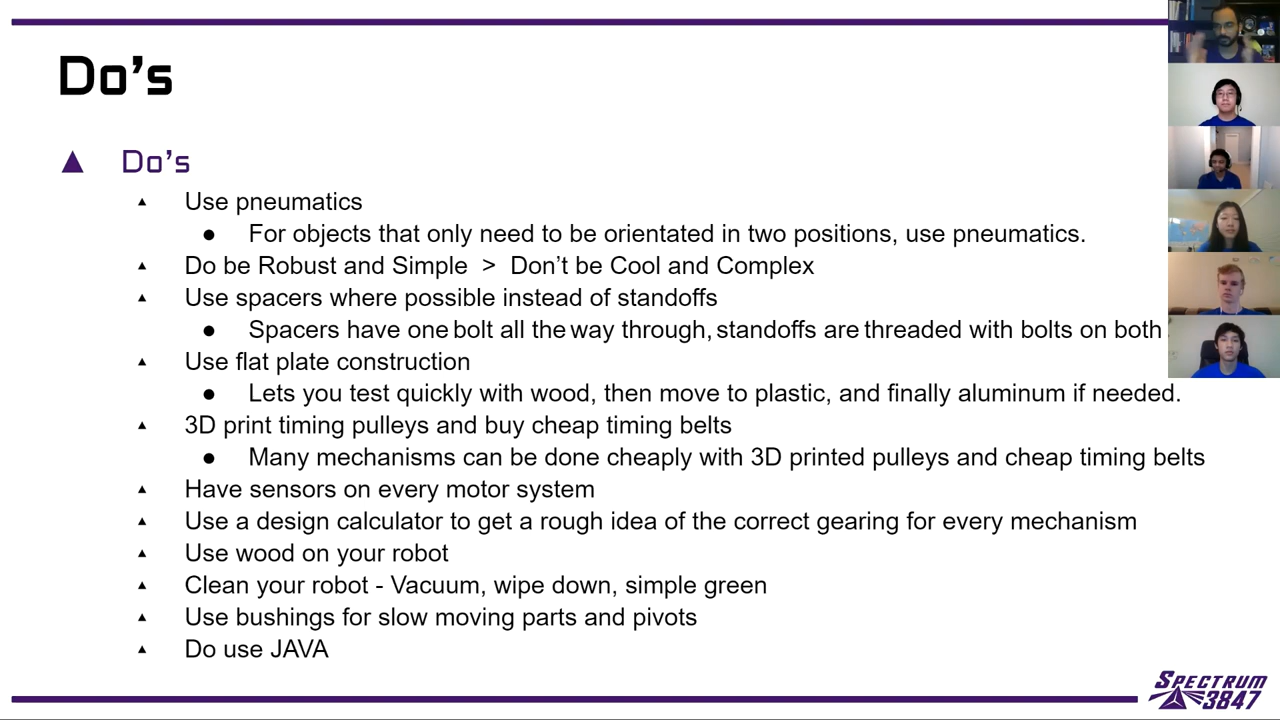 Do's
Do's
Use pneumatics
For objects that only need to be orientated in two positions, use pneumatics.
Do be Robust and Simple > Don't be Cool and Complex
Use spacers where possible instead of standoffs
Spacers have one bolt all the way through, standoffs are threaded with bolts on both
Use flat plate construction
Lets you test quickly with wood, then move to plastic, and finally aluminum if needed.
3D print timing pulleys and buy cheap timing belts
Many mechanisms can be done cheaply with 3D printed pulleys and cheap timing belts
Have sensors on every motor system
Use a design calculator to get a rough idea of the correct gearing for every mechanism
Use wood on your robot
Clean your robot - Vacuum, wipe down, simple green
Use bushings for slow moving parts and pivots
Do use JAVA
SPECTRUM
3847